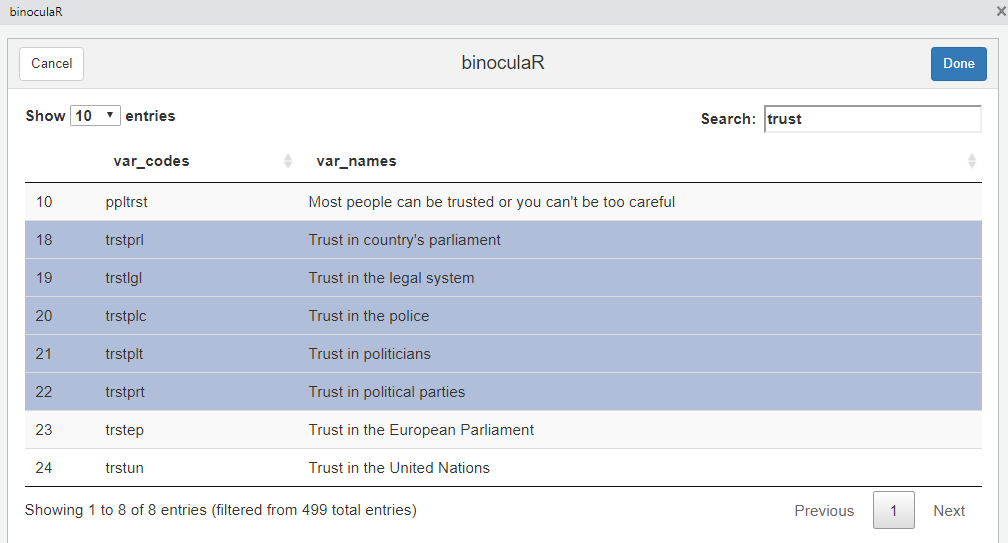 binoculaR
Cancel binoculaR Done
Show 10 entries Search: trust
var_codes var_names
10 ppltrst Most people can be trusted or you can't be too careful
18 trstprl Trust in country's parliament
19 trstlgl Trust in the legal system
20 trstplc Trust in the police
21 trstplt Trust in politicians
22 trstprt Trust in political parties
23 trstep Trust in the European Parliament
24 trstun Trust in the United Nations
Showing 1 to 8 of 8 entries (filtered from 499 total entries) Previous 1 Next